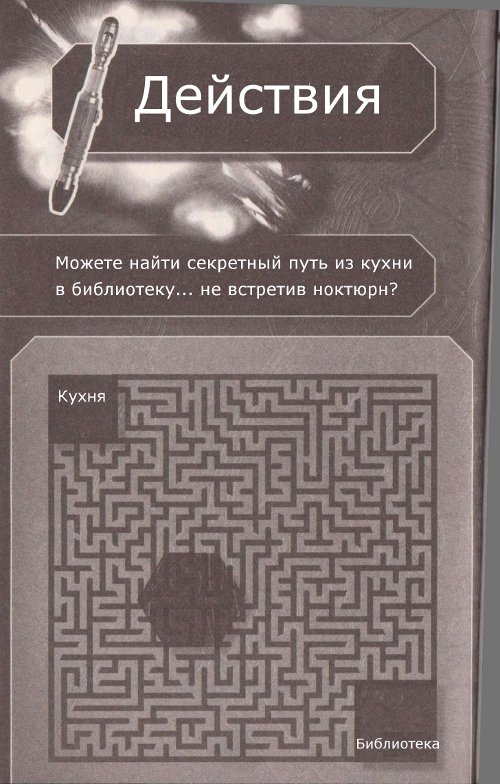 Действия
Можете найти секретный путь из кухни
в библиотеку... не встретив ноктюрн?
Кухня
Библиотека